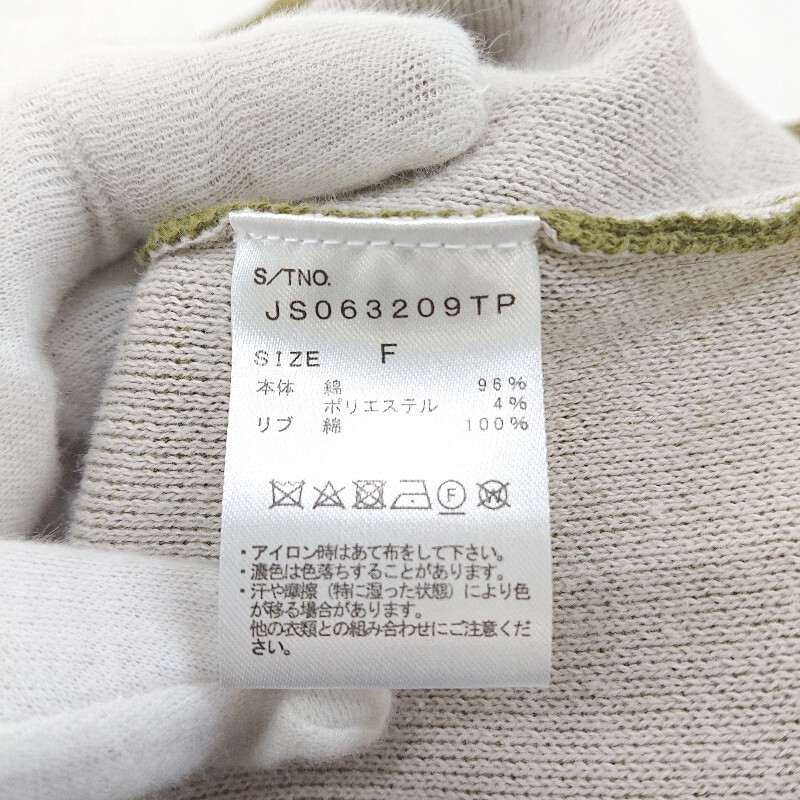 S/TNO.
JS063209TP
SIZE F
本体 綿 96%
ポリエステル 4%
リブ 綿 100%
F W
・アイロン時はあて布をして下さい。
・濃色は色落ちすることがあります。
・汗や摩擦（特に湿った状態）により色
が移る場合があります。
他の衣類との組み合わせにご注意くだ
さい。